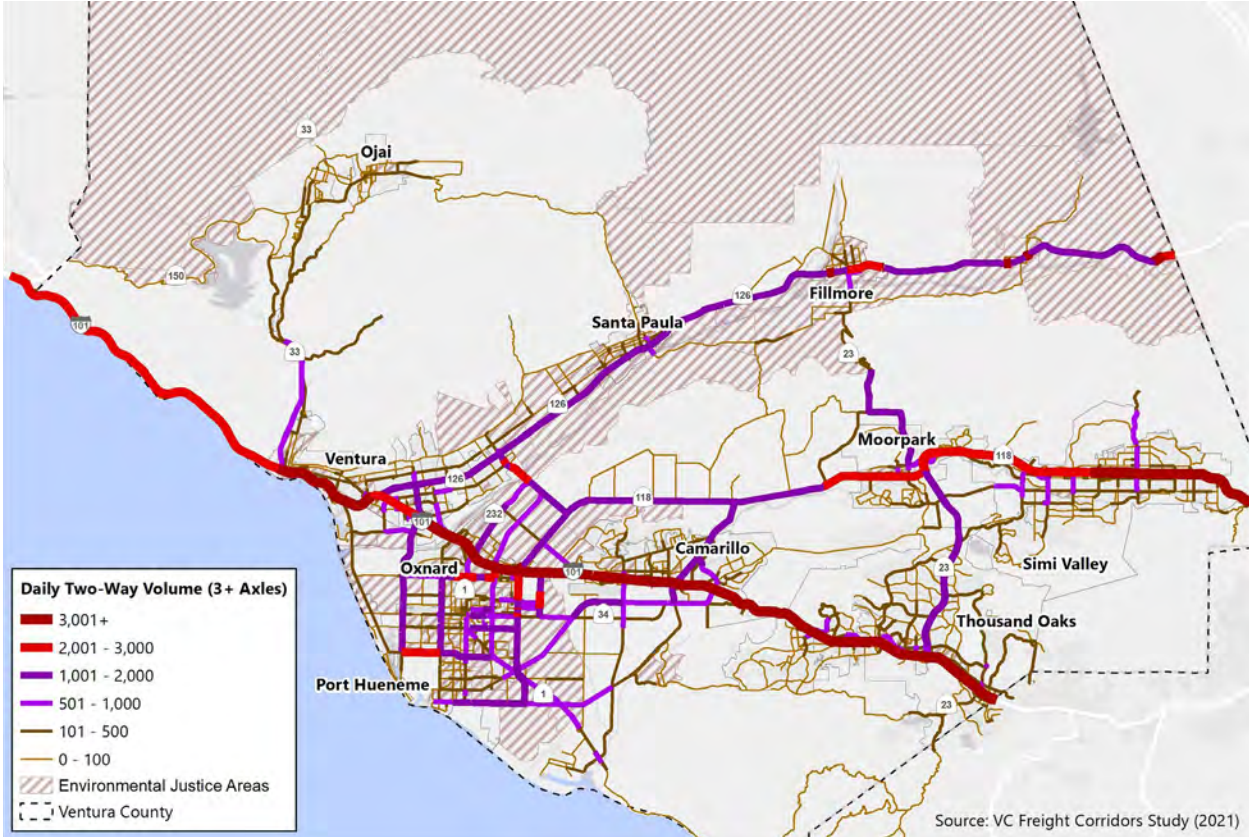 33
Ojai
150
101
33
126
Fillmore
Santa Paula
23
126
Moorpark
118
Ventura
126
118
232
101
Camarillo
Oxnard
101
Simi Valley
1
34
23
Thousand Oaks
Port Hueneme
1
23
Daily Two-Way Volume (3+ Axles)
3,001+
2,001 - 3,000
1,001 - 2,000
501 - 1,000
101 - 500
0 - 100
Environmental Justice Areas
Ventura County
Source: VC Freight Corridors Study (2021)